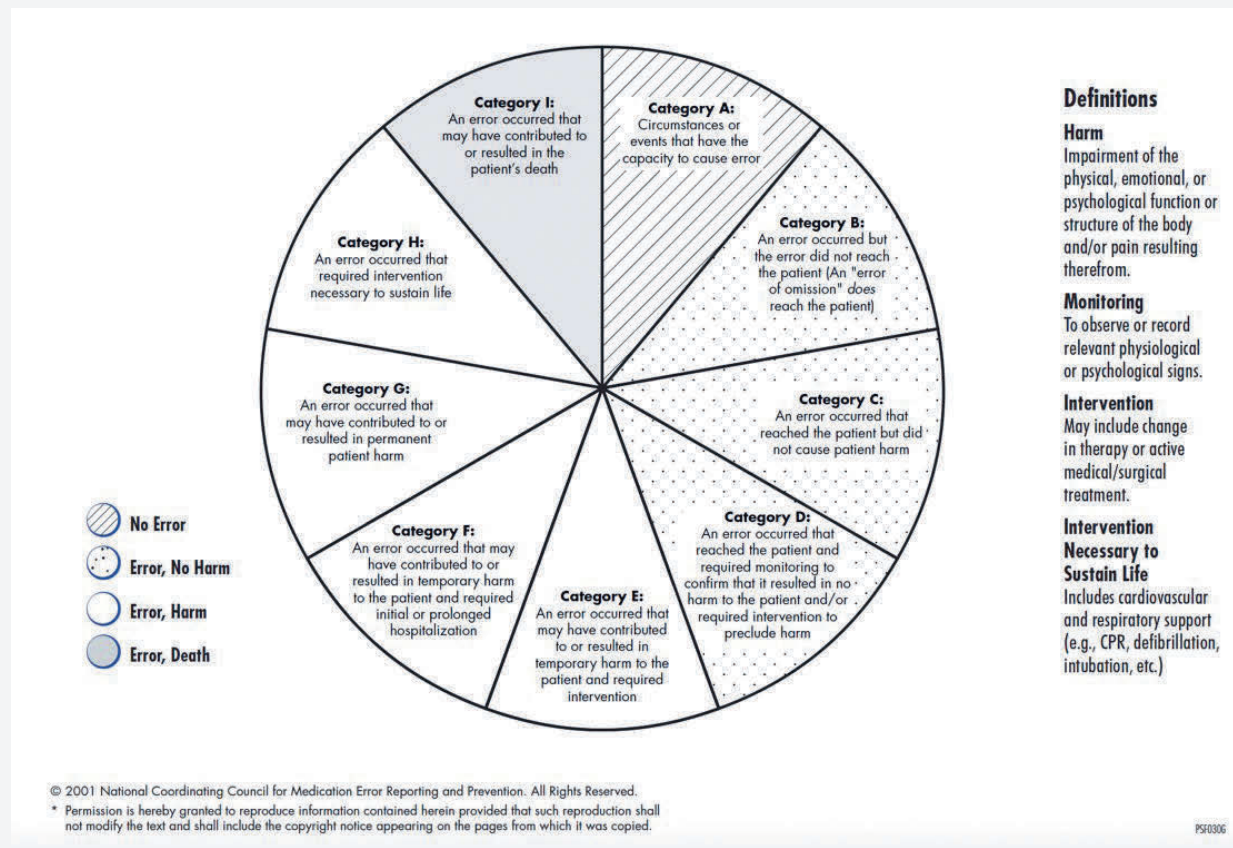 Category I:
An error occurred that
may have contributed to
or resulted in the
patient's death
Category A:
Circumstances or
events that have the
capacity to cause error
Category B:
An error occurred but
the error did not reach
the patient (An "error
of omission" does
reach the patient)
Category H:
An error occurred that
required intervention
necessary to sustain life
Category G:
An error occurred that
may have contributed to or
resulted in permanent
patient harm
Category C:
An error occurred that
reached the patient but did
not cause patient harm
Category F:
An error occurred that may
have contributed to or
resulted in temporary harm
to the patient and required
initial or prolonged
hospitalization
Category E:
An error occurred that
may have contributed
to or resulted in
temporary harm to the
patient and required
intervention
Category D:
An error occurred that
reached the patient and
required monitoring to
confirm that it resulted in no
harm to the patient and/or
required intervention to
preclude harm
No Error
Error, No Harm
Error, Harm
Error, Death
Definitions
Harm
Impairment of the
physical, emotional, or
psychological function or
structure of the body
and/or pain resulting
therefrom.
Monitoring
To observe or record
relevant physiological
or psychological signs.
Intervention
May include change
in therapy or active
medical/surgical
treatment.
Intervention
Necessary to
Sustain Life
Includes cardiovascular
and respiratory support
(e.g., CPR, defibrillation,
intubation, etc.)
© 2001 National Coordinating Council for Medication Error Reporting and Prevention. All Rights Reserved.
* Permission is hereby granted to reproduce information contained herein provided that such reproduction shall
not modify the text and shall include the copyright notice appearing on the pages from which it was copied.
PSF030G